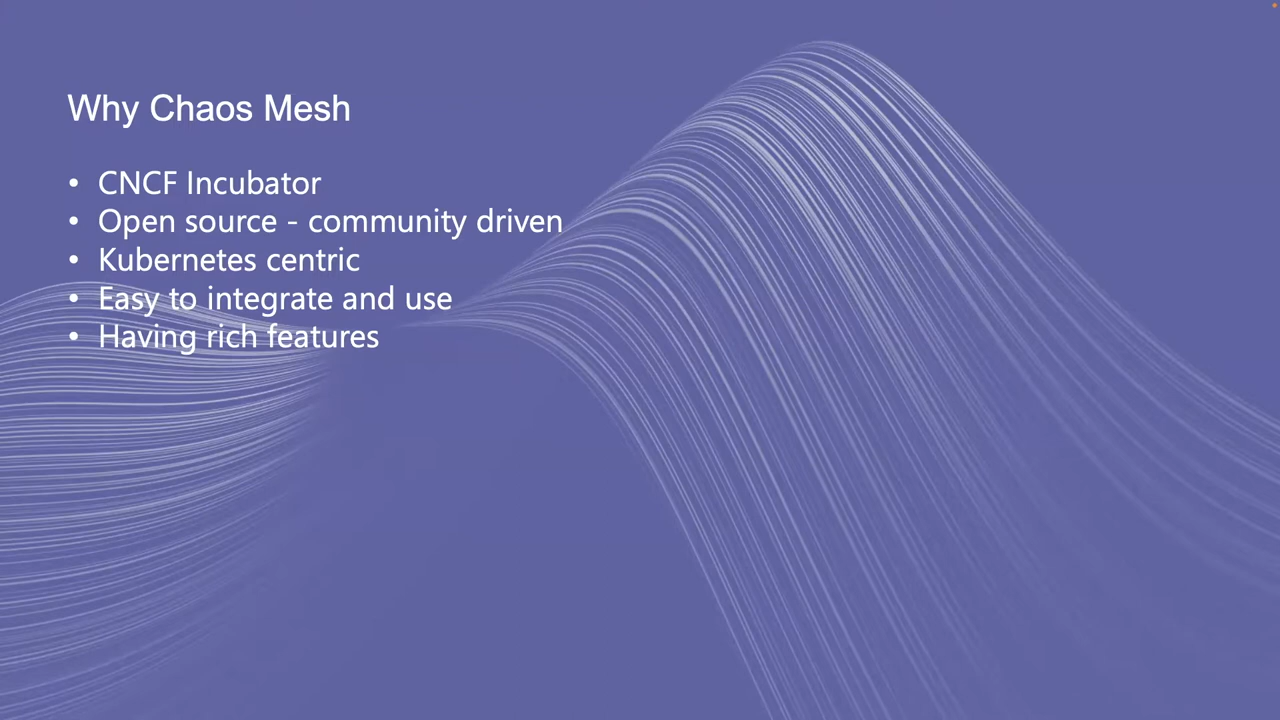 Why Chaos Mesh
• CNCF Incubator
• Open source - community driven
• Kubernetes centric
• Easy to integrate and use
• Having rich features